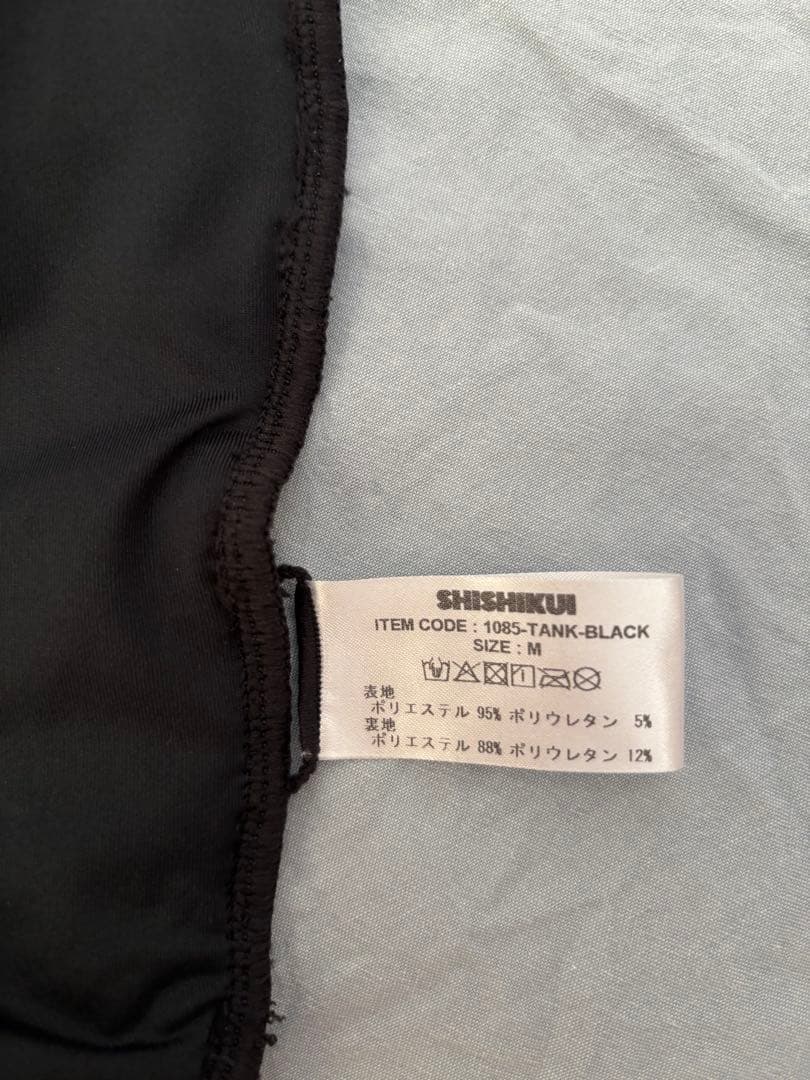 SHISHIKUI
ITEM CODE : 1085-TANK-BLACK
SIZE : M
表地
ポリエステル 95% ポリウレタン 5%
裏地
ポリエステル 88% ポリウレタン 12%